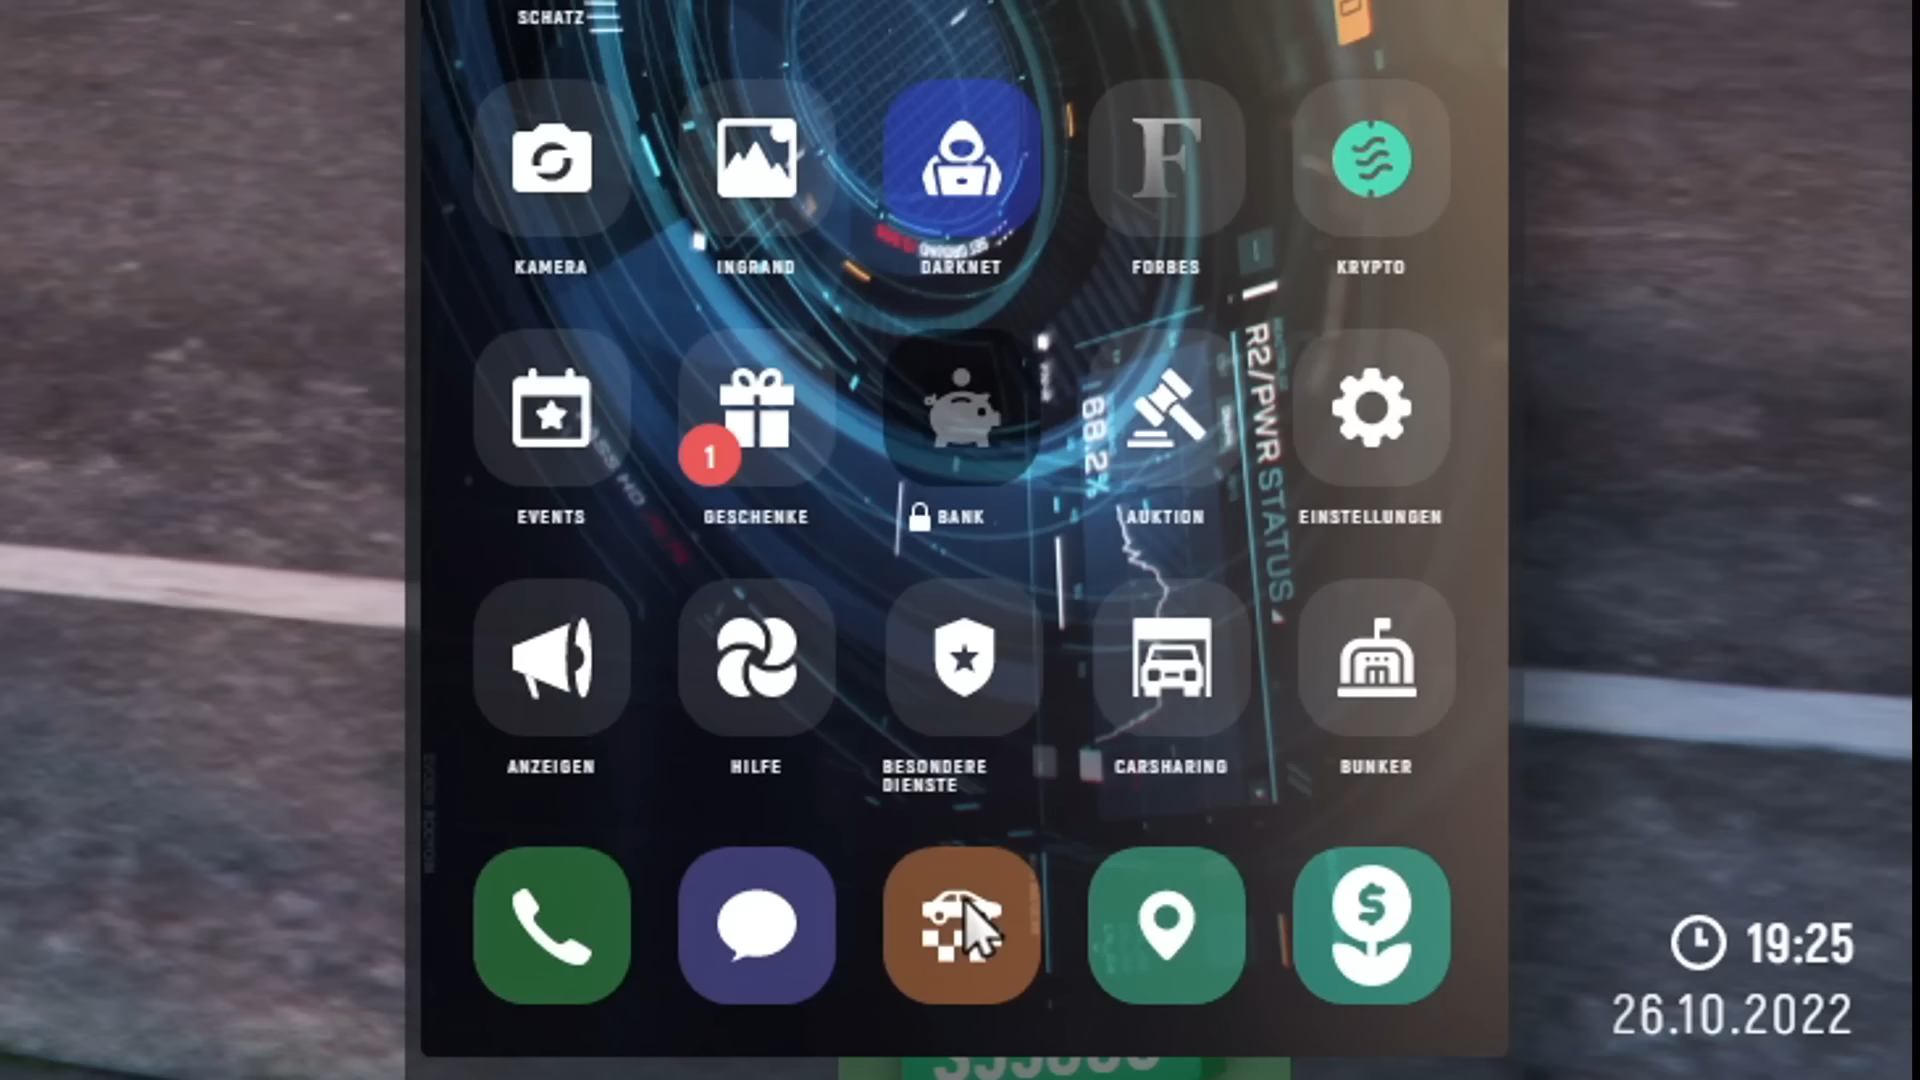 SCHATZ
KAMERA
INGRAND
DARKNET
F
FORBES
KRYPTO
EVENTS
1
GESCHENKE
BANK
AUKTION
EINSTELLUNGEN
88.2%
R2/PWR STATUS
ANZEIGEN
HILFE
BESONDERE
DIENSTE
CARSHARING
BUNKER
$
19:25
26.10.2022